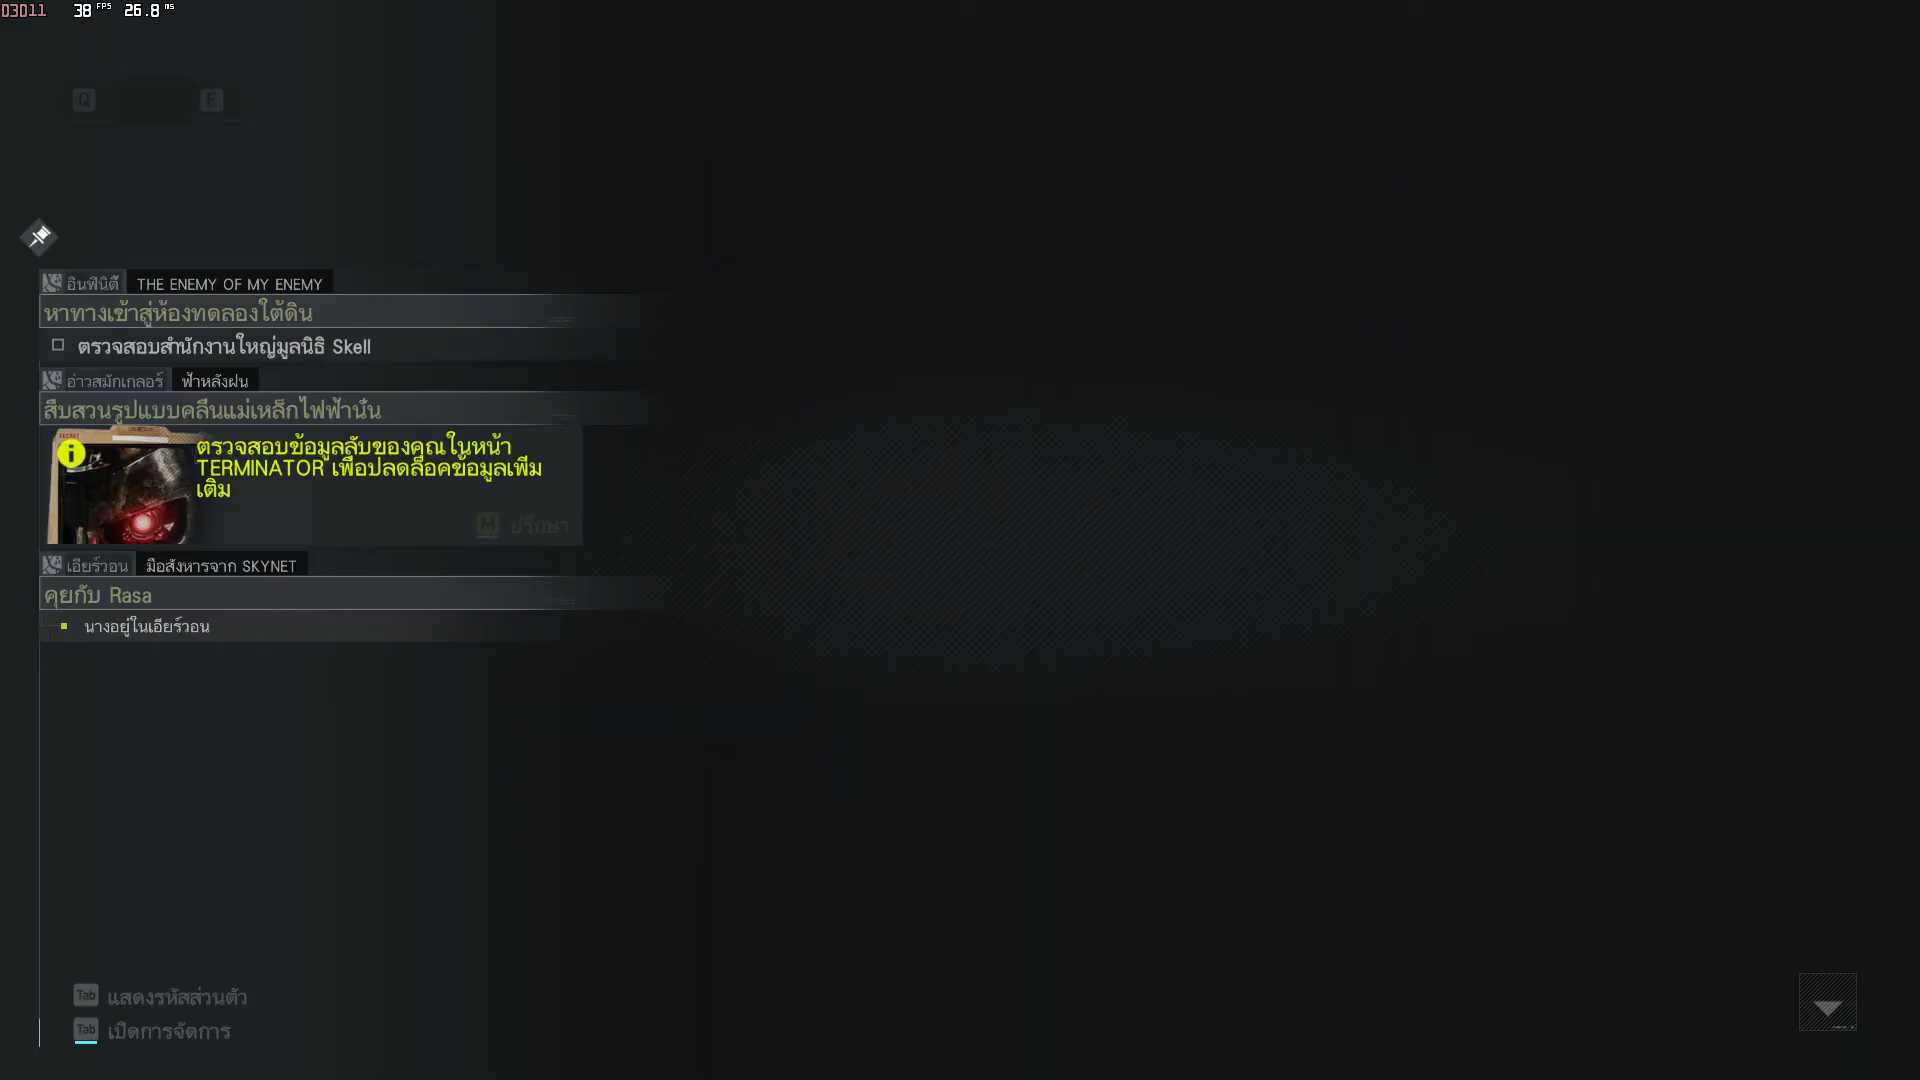 D3D11 38 FPS 26.8 ms
Q E
อินฟินิตี้ THE ENEMY OF MY ENEMY
หาทางเข้าสู่ห้องทดลองใต้ดิน
ตรวจสอบสำนักงานใหญ่มูลนิธิ Skell
อ่าวสมักเกลอร์ ฟ้าหลังฝน
สืบสวนรูปแบบคลื่นแม่เหล็กไฟฟ้านั่น
ตรวจสอบข้อมูลลับของคุณในหน้า
TERMINATOR เพื่อปลดล็อคข้อมูลเพิ่ม
เติม
M ปรึกษา
เอียร์วอน มือสังหารจาก SKYNET
คุยกับ Rasa
นางอยู่ในเอียร์วอน
Tab แสดงรหัสส่วนตัว
Tab เปิดการจัดการ